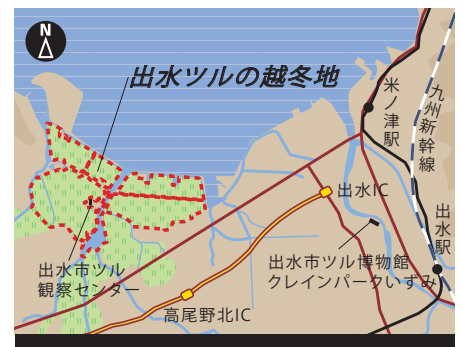 N
出水ツルの越冬地
米ノ津駅
九州新幹線
出水IC
出水駅
出水市ツル博物館
クレインパークいずみ
出水市ツル
観察センター
高尾野北IC